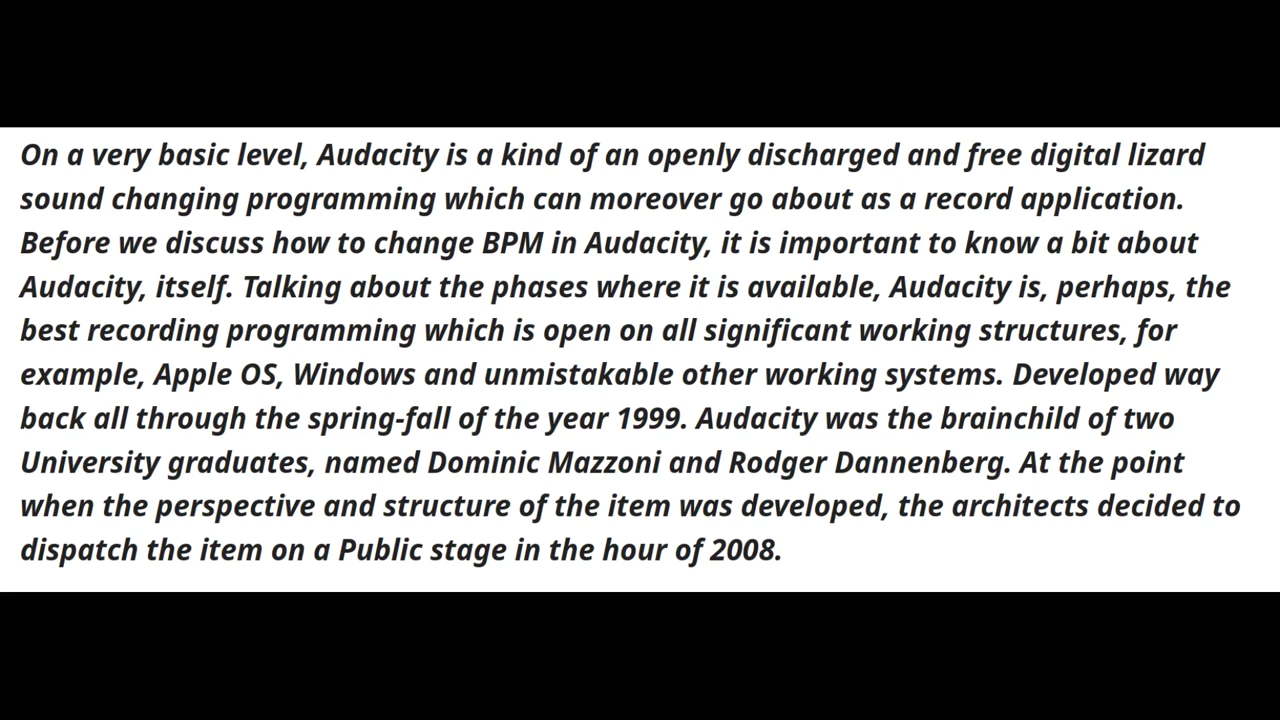 On a very basic level, Audacity is a kind of an openly discharged and free digital lizard
sound changing programming which can moreover go about as a record application.
Before we discuss how to change BPM in Audacity, it is important to know a bit about
Audacity, itself. Talking about the phases where it is available, Audacity is, perhaps, the
best recording programming which is open on all significant working structures, for
example, Apple OS, Windows and unmistakable other working systems. Developed way
back all through the spring-fall of the year 1999. Audacity was the brainchild of two
University graduates, named Dominic Mazzoni and Rodger Dannenberg. At the point
when the perspective and structure of the item was developed, the architects decided to
dispatch the item on a Public stage in the hour of 2008.